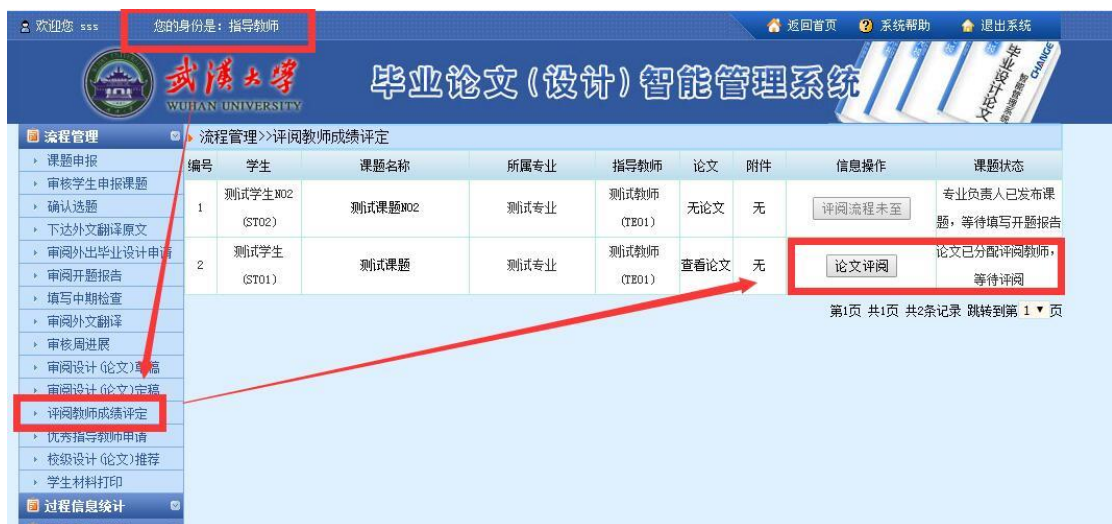 欢迎您 sss 您的身份是：指导教师 返回首页 系统帮助 退出系统
武汉大学
WUHAN UNIVERSITY
毕业论文(设计)智能管理系统
毕业设计论文
智能管理系统
CHANGE
流程管理
流程管理>>评阅教师成绩评定
课题申报
审核学生申报课题
确认选题
下达外文翻译原文
审阅外出毕业设计申请
审阅开题报告
填写中期检查
审阅外文翻译
审核周进展
审阅设计(论文)草稿
审阅设计(论文)定稿
评阅教师成绩评定
优秀指导教师申请
校级设计(论文)推荐
学生材料打印
过程信息统计
编号 学生 课题名称 所属专业 指导教师 论文 附件 信息操作 课题状态
1 测试学生NO2 (ST02) 测试课题NO2 测试专业 测试教师 (TE01) 无论文 无 评阅流程未至 专业负责人已发布课题，等待填写开题报告
2 测试学生 (ST01) 测试课题 测试专业 测试教师 (TE01) 查看论文 无 论文评阅 论文已分配评阅教师，等待评阅
第1页 共1页 共2条记录 跳转到第 1 页